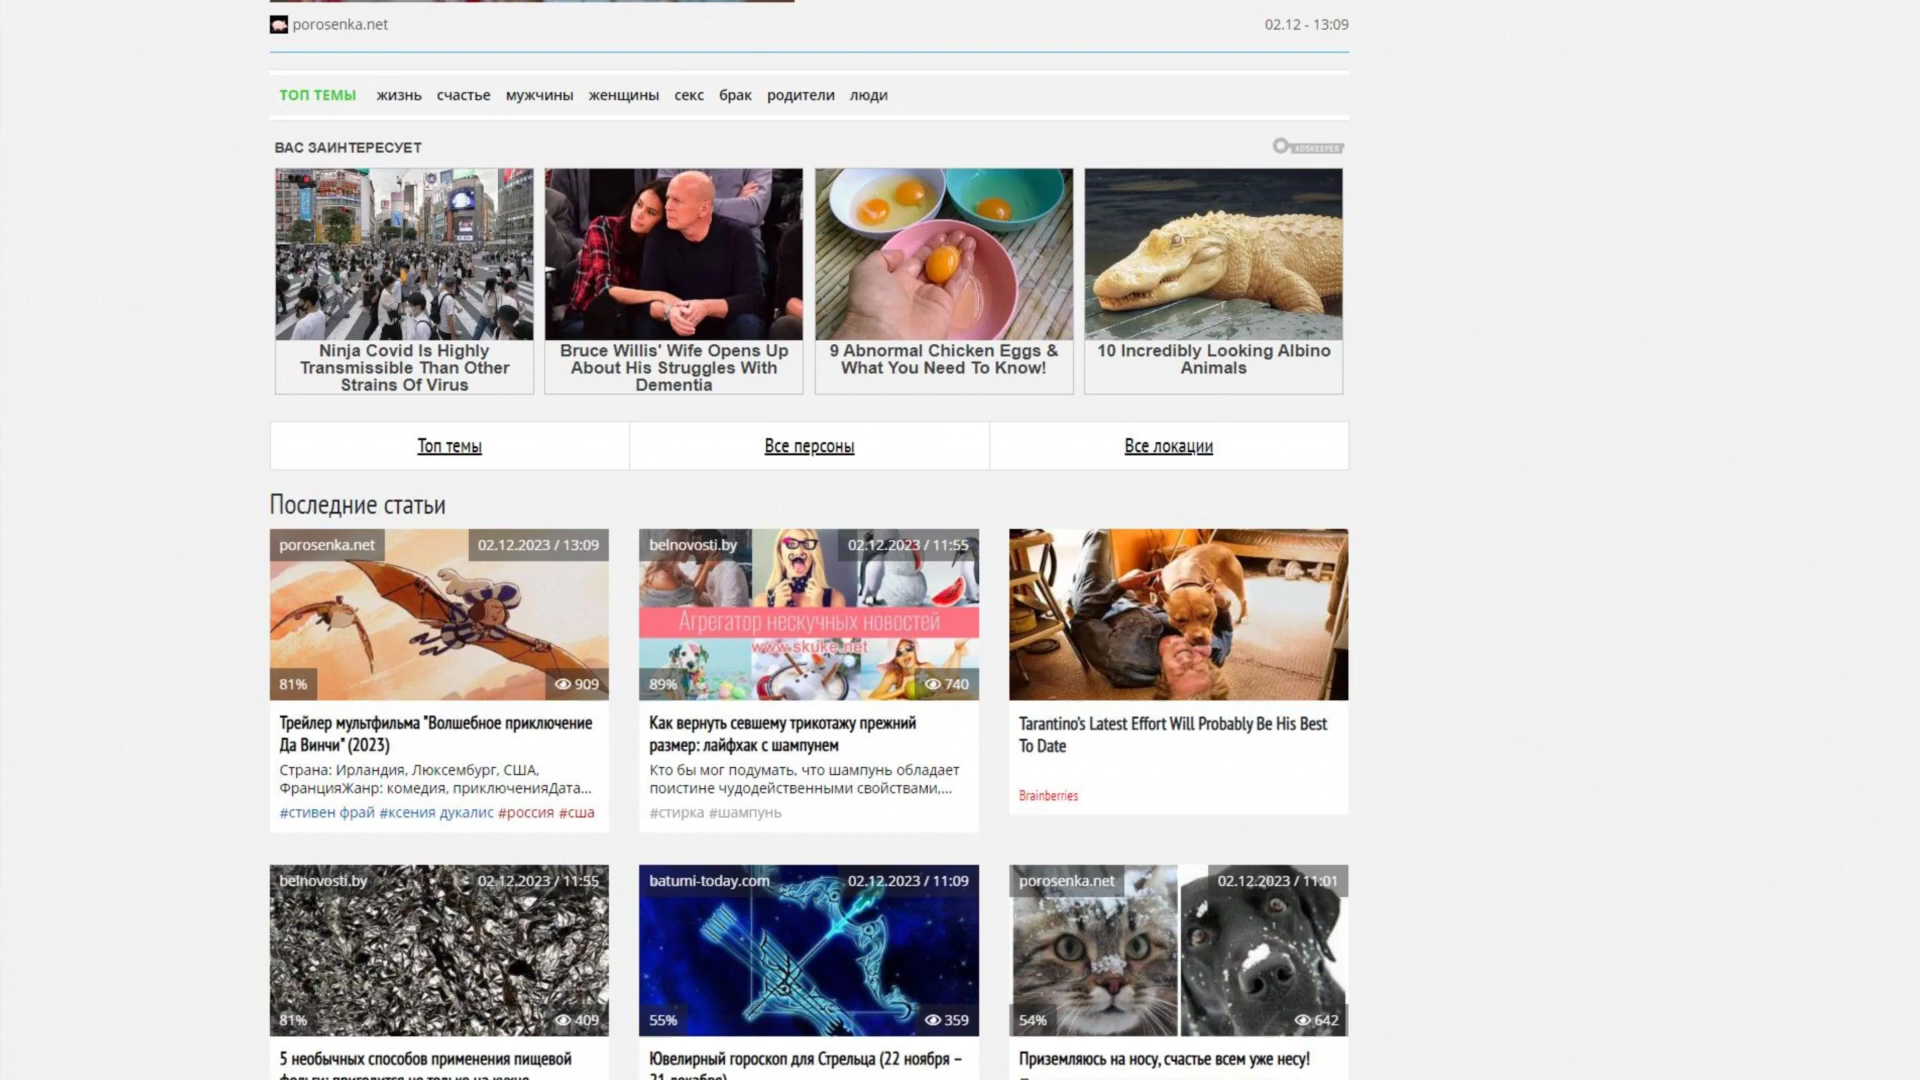 porosenka.net 02.12 - 13:09
ТОП ТЕМЫ жизнь счастье мужчины женщины секс брак родители люди
ВАС ЗАИНТЕРЕСУЕТ
ADSKEEPER
Ninja Covid Is Highly
Transmissible Than Other
Strains Of Virus
Bruce Willis' Wife Opens Up
About His Struggles With
Dementia
9 Abnormal Chicken Eggs &
What You Need To Know!
10 Incredibly Looking Albino
Animals
Топ темы Все персоны Все локации
Последние статьи
porosenka.net 02.12.2023 / 13:09
81% 909
Трейлер мультфильма "Волшебное приключение
Да Винчи" (2023)
Страна: Ирландия, Люксембург, США,
ФранцияЖанр: комедия, приключенияДата...
#стивен фрай #ксения дукалис #россия #сша
belnovosti.by 02.12.2023 / 11:55
Агрегатор нескучных новостей
www.skuke.net
89% 740
Как вернуть севшему трикотажу прежний
размер: лайфхак с шампунем
Кто бы мог подумать, что шампунь обладает
поистине чудодейственными свойствами,...
#стирка #шампунь
Tarantino's Latest Effort Will Probably Be His Best
To Date
Brainberries
belnovosti.by 02.12.2023 / 11:55
81% 409
5 необычных способов применения пищевой
фольги: пригодится не только на кухне
batumi-today.com 02.12.2023 / 11:09
55% 359
Ювелирный гороскоп для Стрельца (22 ноября –
21 декабря)
porosenka.net 02.12.2023 / 11:01
54% 642
Приземляюсь на носу, счастье всем уже несу!